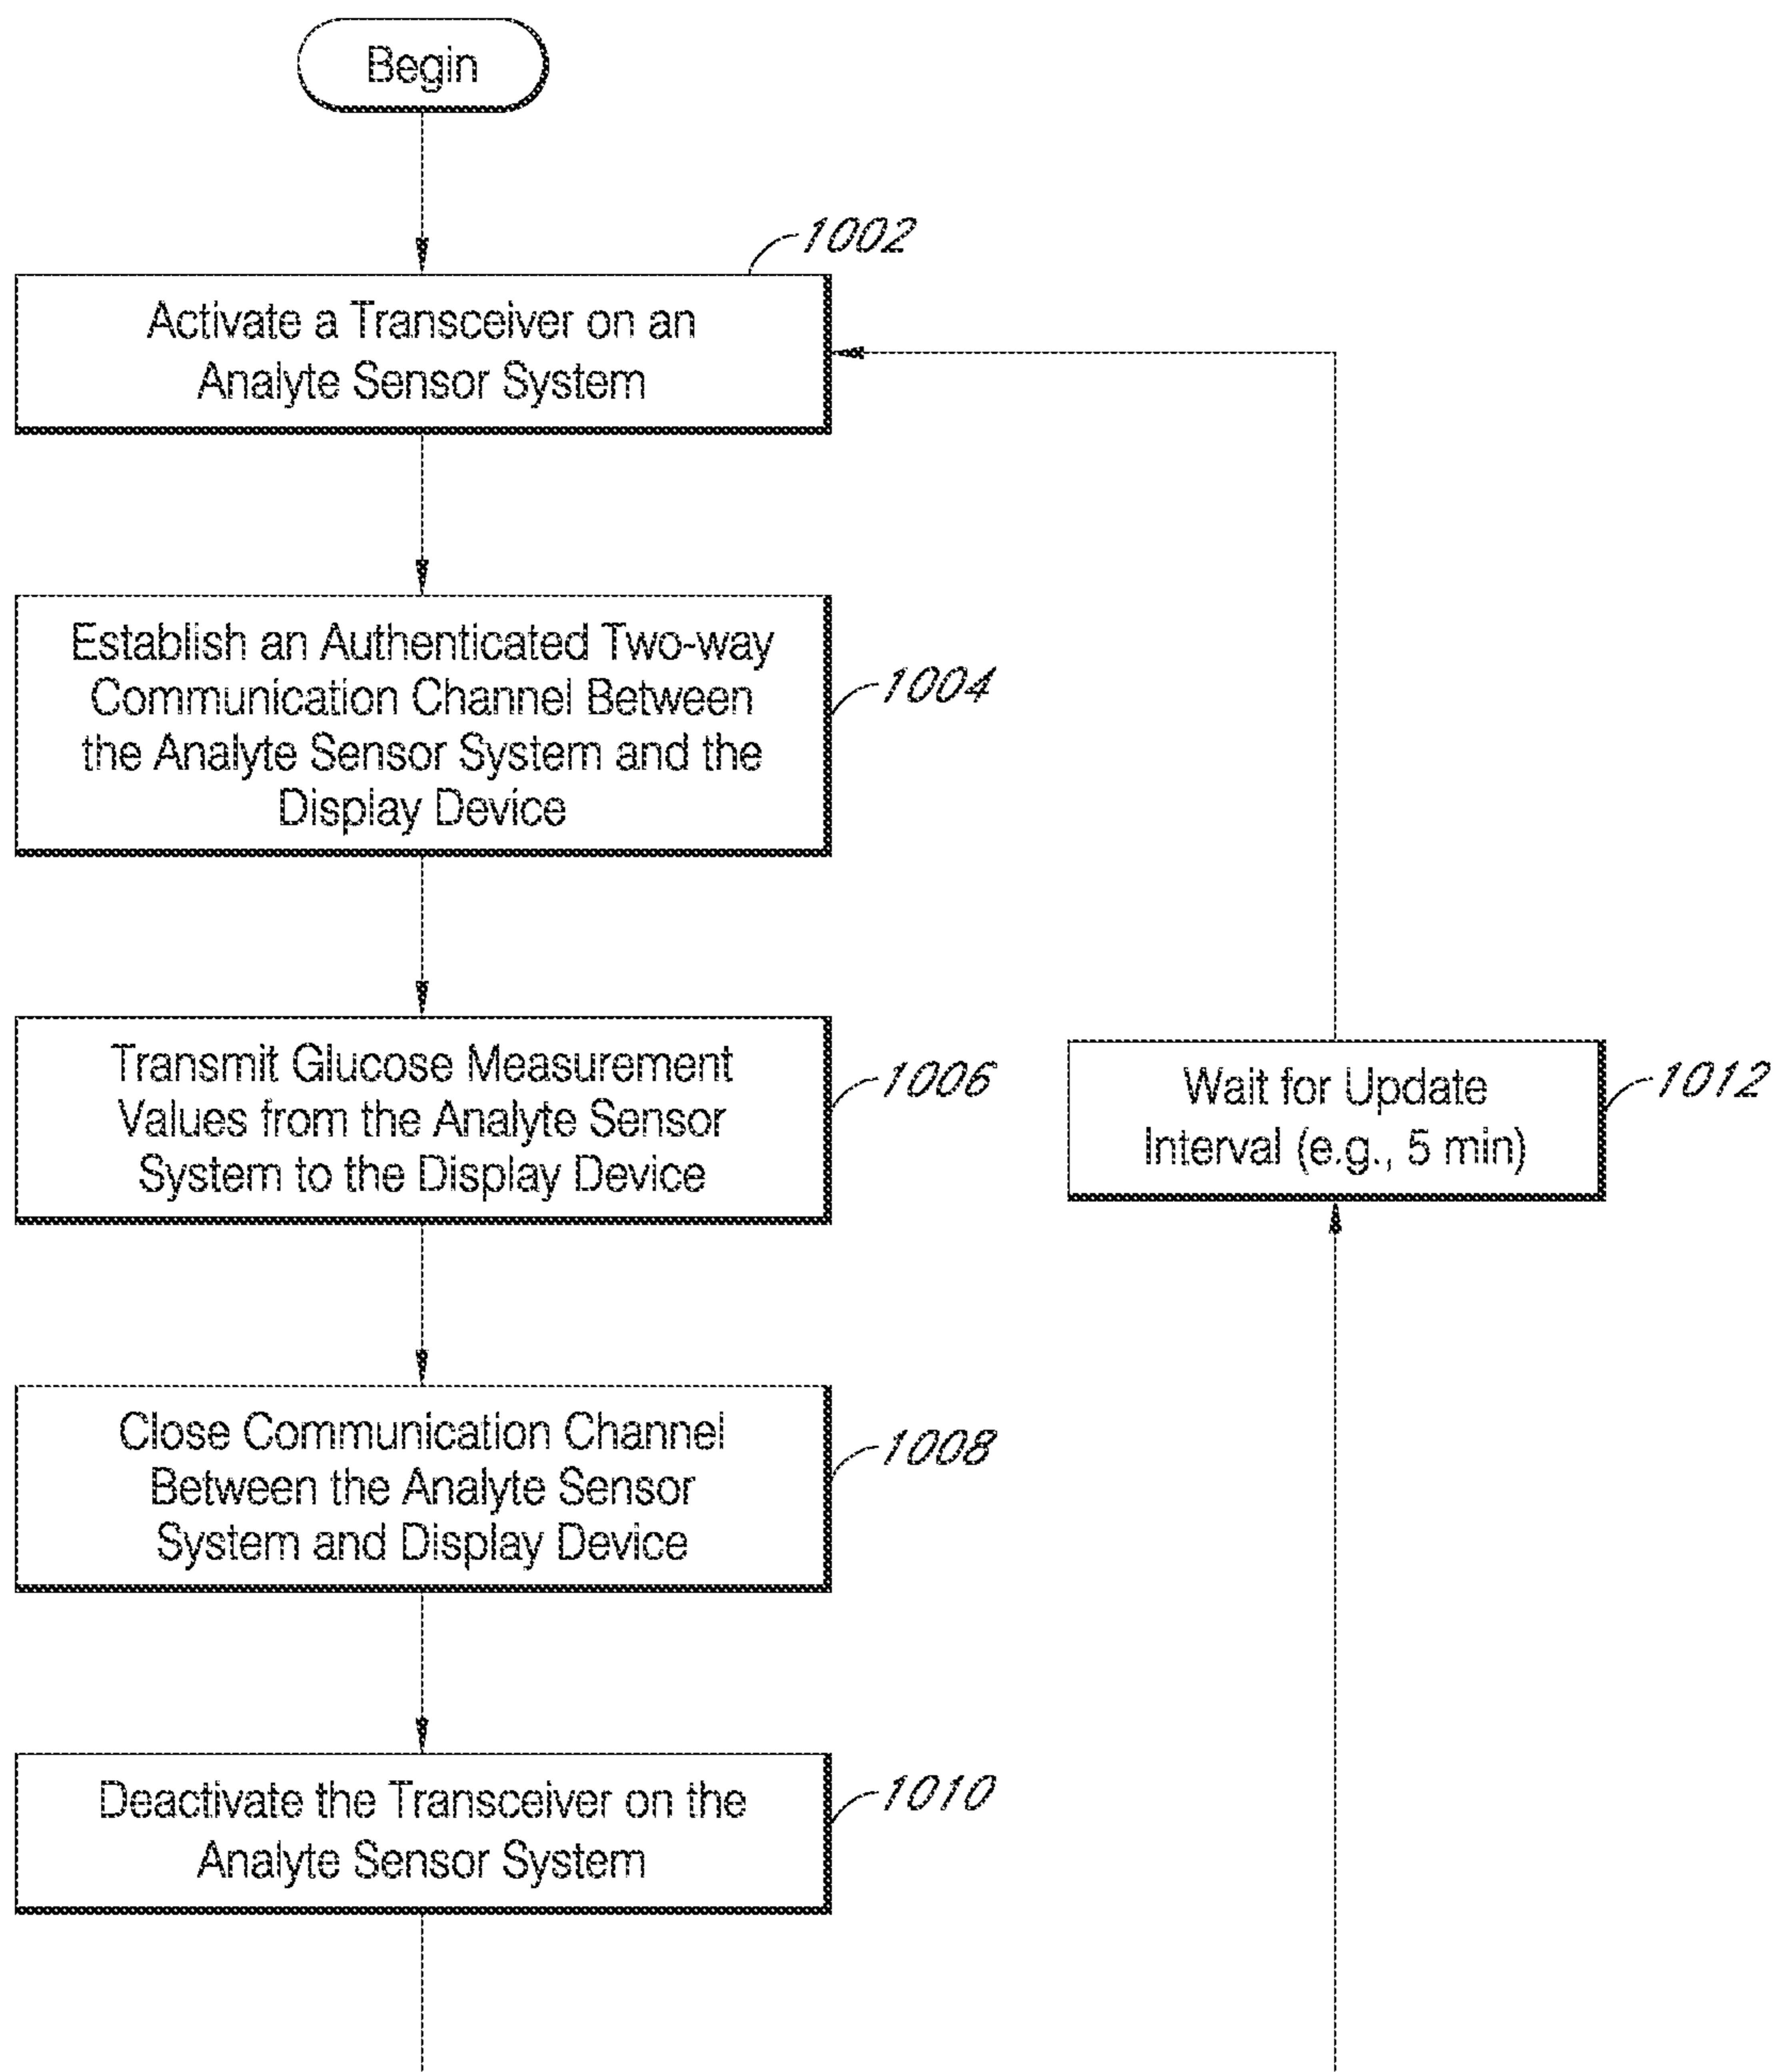 Begin
1002
Activate a Transceiver on an
Analyte Sensor System
Establish an Authenticated Two-way
Communication Channel Between
the Analyte Sensor System and the
Display Device
1004
Transmit Glucose Measurement
Values from the Analyte Sensor
System to the Display Device
1006
Wait for Update
Interval (e.g., 5 min)
1012
Close Communication Channel
Between the Analyte Sensor
System and Display Device
1008
Deactivate the Transceiver on the
Analyte Sensor System
1010